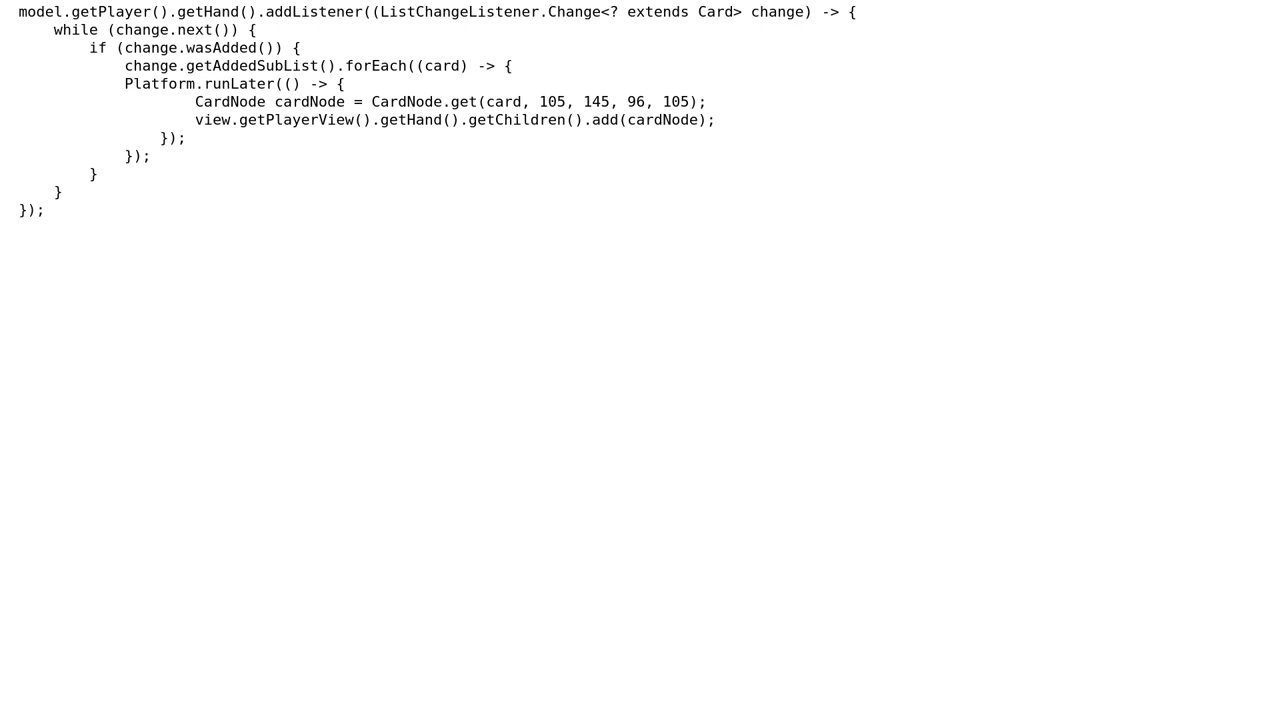 model.getPlayer().getHand().addListener((ListChangeListener.Change<? extends Card> change) -> {
    while (change.next()) {
        if (change.wasAdded()) {
            change.getAddedSubList().forEach((card) -> {
            Platform.runLater(() -> {
                    CardNode cardNode = CardNode.get(card, 105, 145, 96, 105);
                    view.getPlayerView().getHand().getChildren().add(cardNode);
                });
            });
        }
    }
});